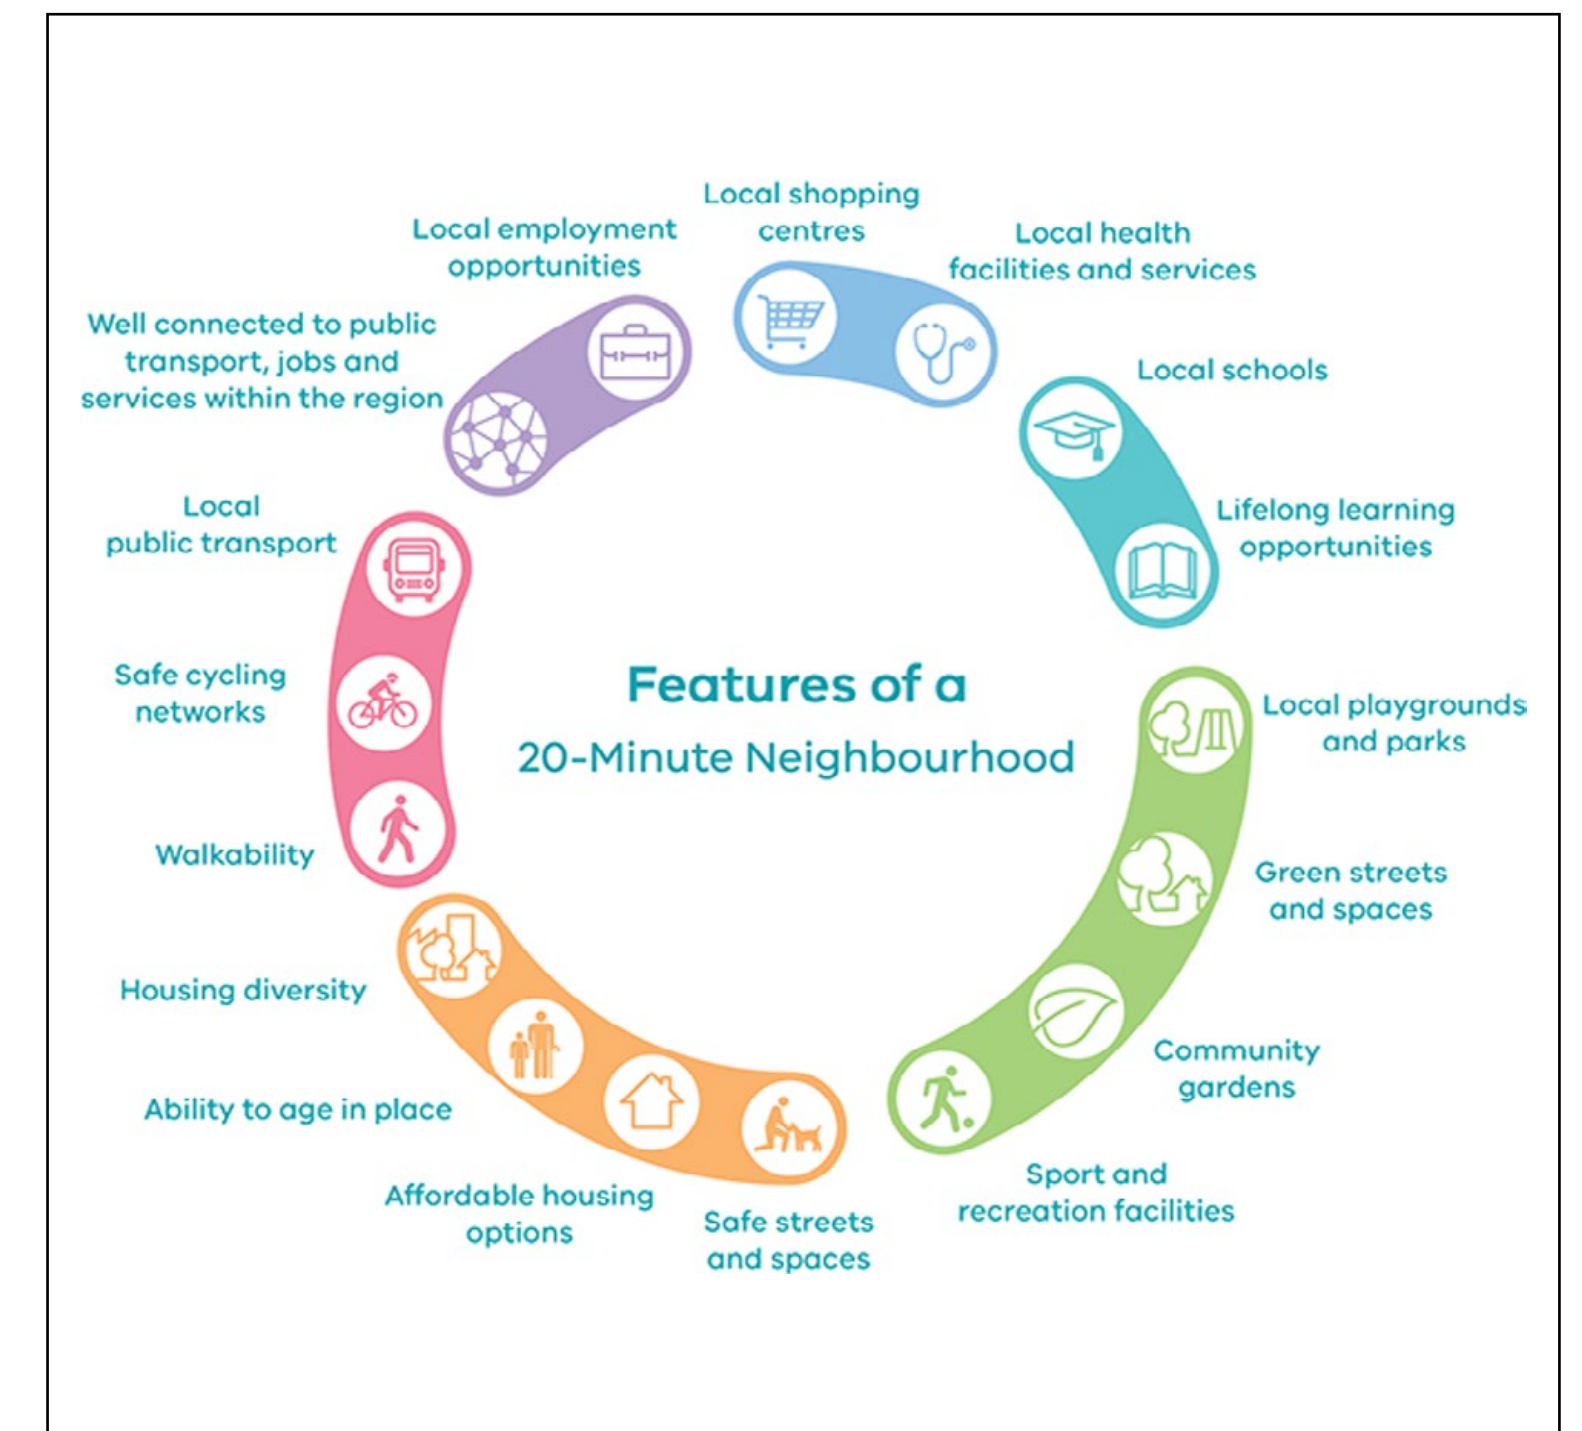 Features of a
20-Minute Neighbourhood
Local shopping
centres
Local health
facilities and services
Local schools
Lifelong learning
opportunities
Local playgrounds
and parks
Green streets
and spaces
Community
gardens
Sport and
recreation facilities
Safe streets
and spaces
Affordable housing
options
Ability to age in place
Housing diversity
Walkability
Safe cycling
networks
Local
public transport
Well connected to public
transport, jobs and
services within the region
Local employment
opportunities